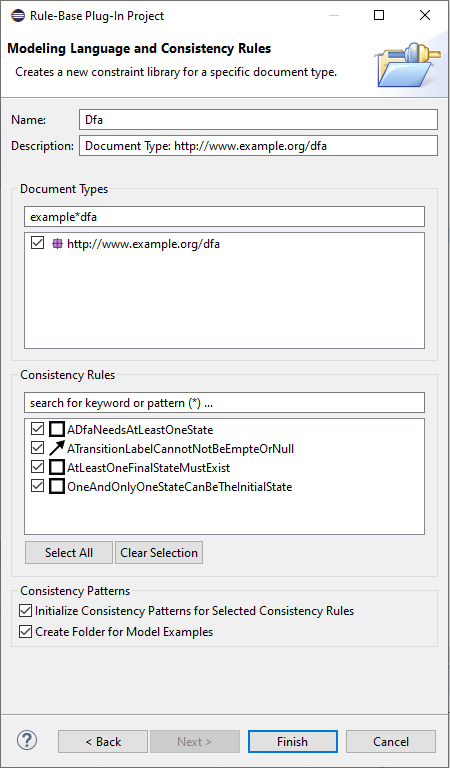 Rule-Base Plug-In Project
Modeling Language and Consistency Rules
Creates a new constraint library for a specific document type.
Name: Dfa
Description: Document Type: http://www.example.org/dfa
Document Types
example*dfa
http://www.example.org/dfa
Consistency Rules
search for keyword or pattern (*) ...
ADfaNeedsAtLeastOneState
ATransitionLabelCannotNotBeEmpteOrNull
AtLeastOneFinalStateMustExist
OneAndOnlyOneStateCanBeTheInitialState
Select All Clear Selection
Consistency Patterns
Initialize Consistency Patterns for Selected Consistency Rules
Create Folder for Model Examples
? < Back Next > Finish Cancel